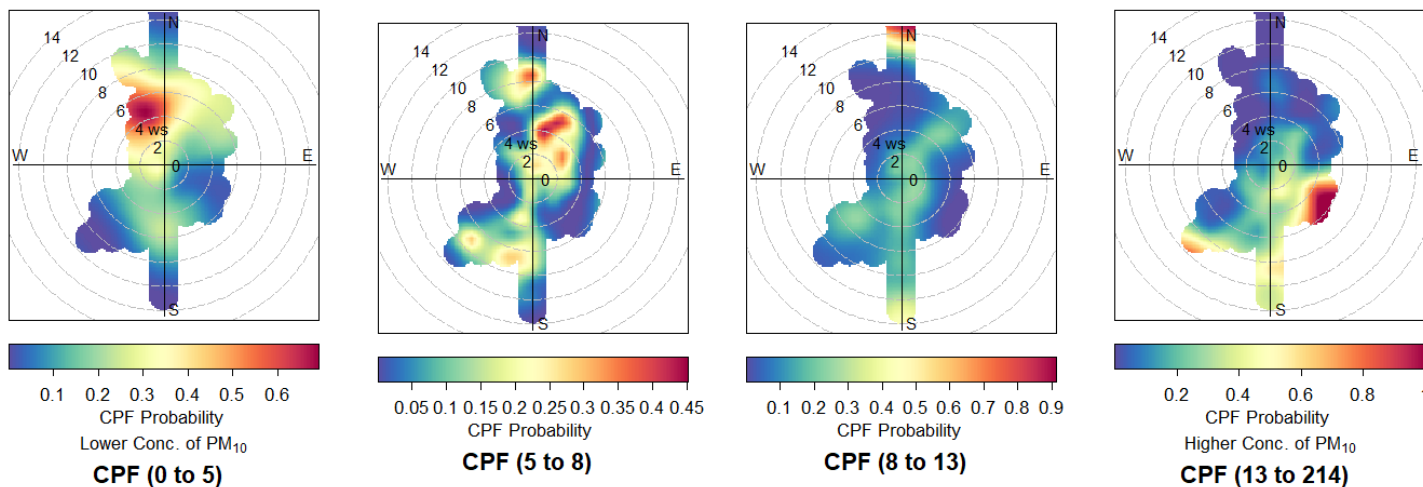 N
14
12
10
8
6
4 ws
2
0
W
E
S
0.1 0.2 0.3 0.4 0.5 0.6
CPF Probability
Lower Conc. of PM₁₀
CPF (0 to 5)
N
14
12
10
8
6
4 ws
2
0
W
E
S
0.05 0.1 0.15 0.2 0.25 0.35 0.45
CPF Probability
CPF (5 to 8)
N
14
12
10
8
6
4 ws
2
0
W
E
S
0.1 0.2 0.3 0.4 0.5 0.6 0.7 0.8 0.9
CPF Probability
CPF (8 to 13)
N
14
12
10
8
6
4 ws
2
0
W
E
S
0.2 0.4 0.6 0.8 1
CPF Probability
Higher Conc. of PM₁₀
CPF (13 to 214)